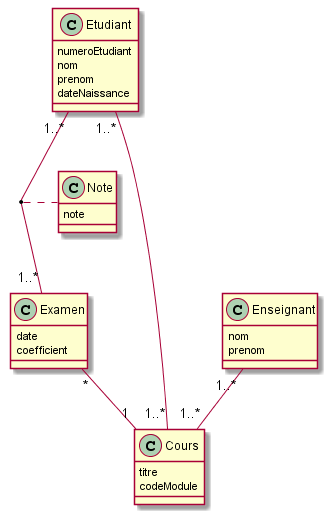 C Etudiant
numeroEtudiant
nom
prenom
dateNaissance
1..* 1..*
C Note
note
1..*
C Examen
date
coefficient
C Enseignant
nom
prenom
* 1 1..* 1..* 1..*
C Cours
titre
codeModule